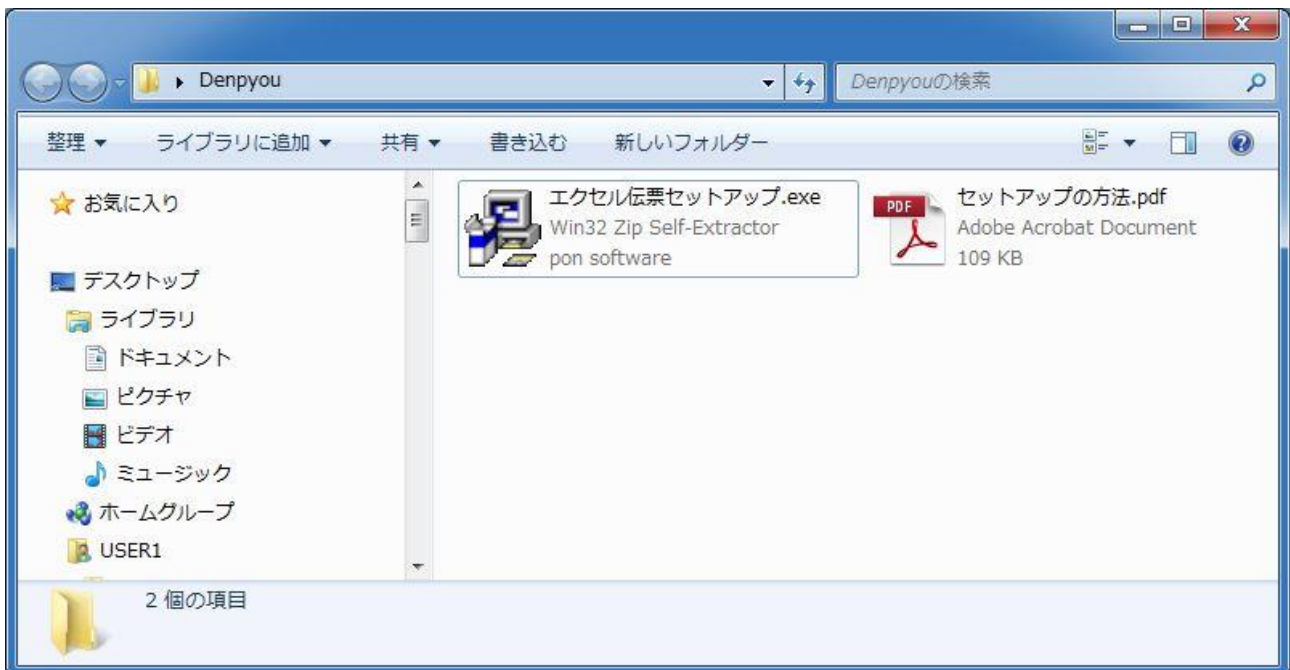 Denpyou
Denpyouの検索
整理 ライブラリに追加 共有 書き込む 新しいフォルダー
お気に入り
デスクトップ
ライブラリ
ドキュメント
ピクチャ
ビデオ
ミュージック
ホームグループ
USER1
エクセル伝票セットアップ.exe
Win32 Zip Self-Extractor
pon software
PDF
セットアップの方法.pdf
Adobe Acrobat Document
109 KB
2 個の項目